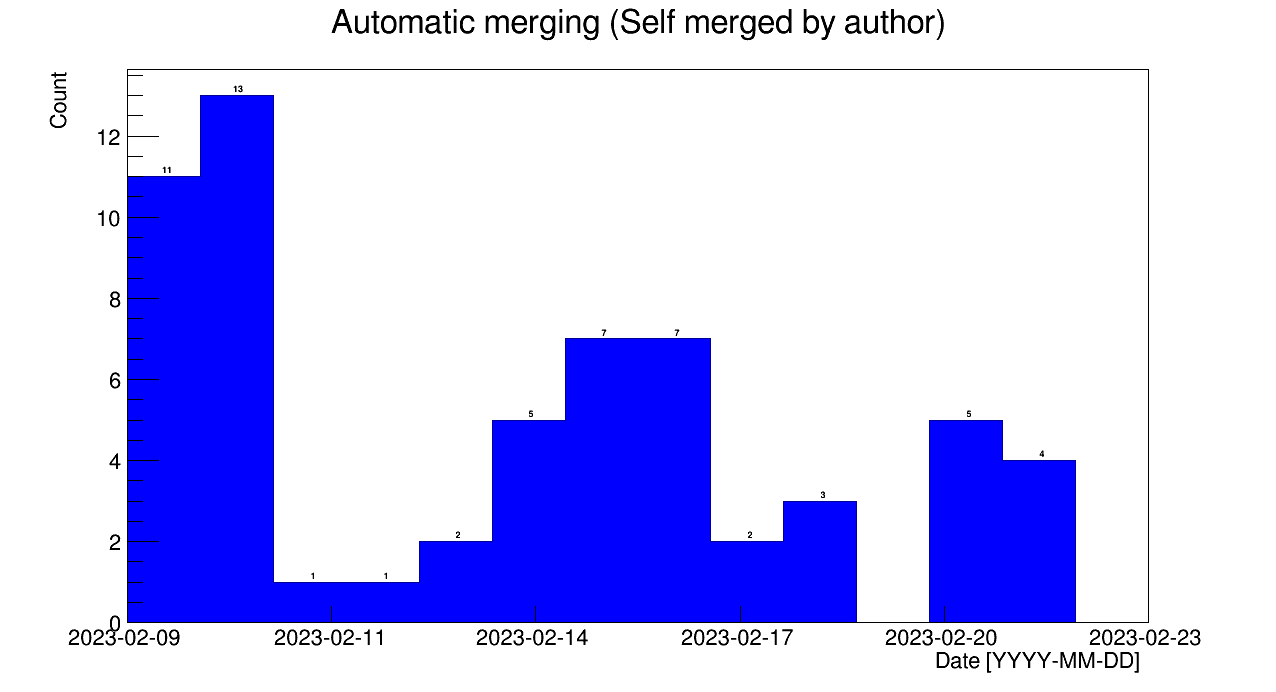 Automatic merging (Self merged by author)
Count
13
12
11
10
8
7 7
6
5 5
4 4
3
2 2 2
1 1
0
2023-02-09 2023-02-11 2023-02-14 2023-02-17 2023-02-20 2023-02-23
Date [YYYY-MM-DD]